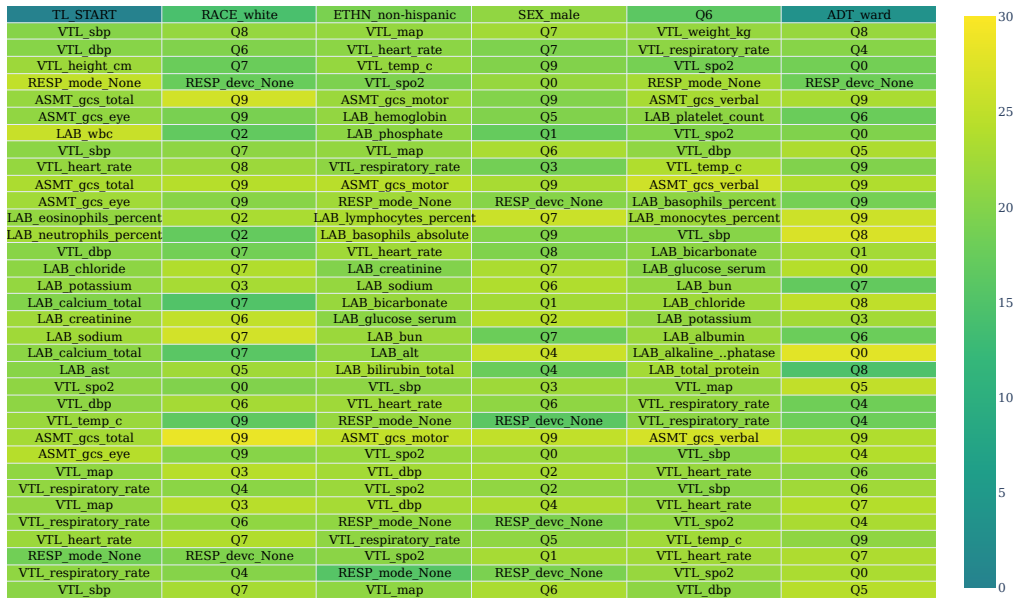 TL_START RACE_white ETHN_non-hispanic SEX_male Q6 ADT_ward
VTL_sbp Q8 VTL_map Q7 VTL_weight_kg Q8
VTL_dbp Q6 VTL_heart_rate Q7 VTL_respiratory_rate Q4
VTL_height_cm Q7 VTL_temp_c Q9 VTL_spo2 Q0
RESP_mode_None RESP_devc_None VTL_spo2 Q0 RESP_mode_None RESP_devc_None
ASMT_gcs_total Q9 ASMT_gcs_motor Q9 ASMT_gcs_verbal Q9
ASMT_gcs_eye Q9 LAB_hemoglobin Q5 LAB_platelet_count Q6
LAB_wbc Q2 LAB_phosphate Q1 VTL_spo2 Q0
VTL_sbp Q7 VTL_map Q6 VTL_dbp Q5
VTL_heart_rate Q8 VTL_respiratory_rate Q3 VTL_temp_c Q9
ASMT_gcs_total Q9 ASMT_gcs_motor Q9 ASMT_gcs_verbal Q9
ASMT_gcs_eye Q9 RESP_mode_None RESP_devc_None LAB_basophils_percent Q9
LAB_eosinophils_percent Q2 LAB_lymphocytes_percent Q7 LAB_monocytes_percent Q9
LAB_neutrophils_percent Q2 LAB_basophils_absolute Q9 VTL_sbp Q8
VTL_dbp Q7 VTL_heart_rate Q8 LAB_bicarbonate Q1
LAB_chloride Q7 LAB_creatinine Q7 LAB_glucose_serum Q0
LAB_potassium Q3 LAB_sodium Q6 LAB_bun Q7
LAB_calcium_total Q7 LAB_bicarbonate Q1 LAB_chloride Q8
LAB_creatinine Q6 LAB_glucose_serum Q2 LAB_potassium Q3
LAB_sodium Q7 LAB_bun Q7 LAB_albumin Q6
LAB_calcium_total Q7 LAB_alt Q4 LAB_alkaline_..phatase Q0
LAB_ast Q5 LAB_bilirubin_total Q4 LAB_total_protein Q8
VTL_spo2 Q0 VTL_sbp Q3 VTL_map Q5
VTL_dbp Q6 VTL_heart_rate Q6 VTL_respiratory_rate Q4
VTL_temp_c Q9 RESP_mode_None RESP_devc_None VTL_respiratory_rate Q4
ASMT_gcs_total Q9 ASMT_gcs_motor Q9 ASMT_gcs_verbal Q9
ASMT_gcs_eye Q9 VTL_spo2 Q0 VTL_sbp Q4
VTL_map Q3 VTL_dbp Q2 VTL_heart_rate Q6
VTL_respiratory_rate Q4 VTL_spo2 Q2 VTL_sbp Q6
VTL_map Q3 VTL_dbp Q4 VTL_heart_rate Q7
VTL_respiratory_rate Q6 RESP_mode_None RESP_devc_None VTL_spo2 Q4
VTL_heart_rate Q7 VTL_respiratory_rate Q5 VTL_temp_c Q9
RESP_mode_None RESP_devc_None VTL_spo2 Q1 VTL_heart_rate Q7
VTL_respiratory_rate Q4 RESP_mode_None RESP_devc_None VTL_spo2 Q0
VTL_sbp Q7 VTL_map Q6 VTL_dbp Q5
30
25
20
15
10
5
0